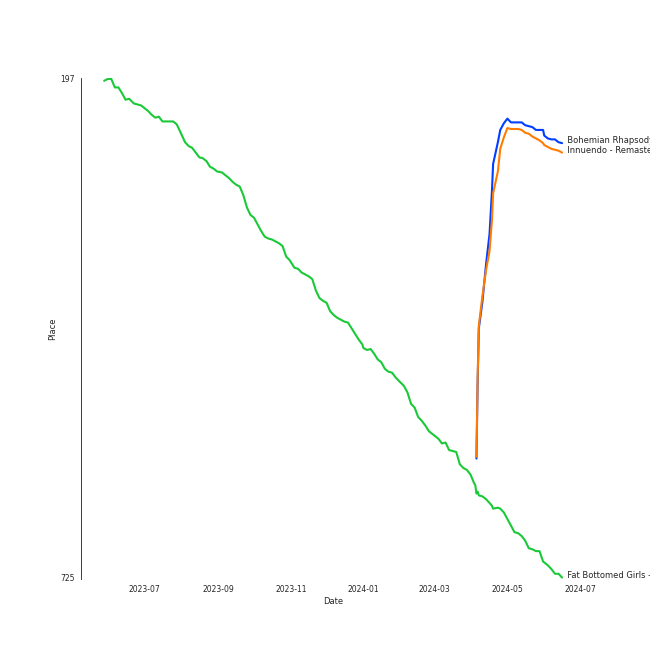 197
Bohemian Rhapsod
Innuendo - Remaste
Place
Fat Bottomed Girls -
725
2023-07 2023-09 2023-11 2024-01 2024-03 2024-05 2024-07
Date